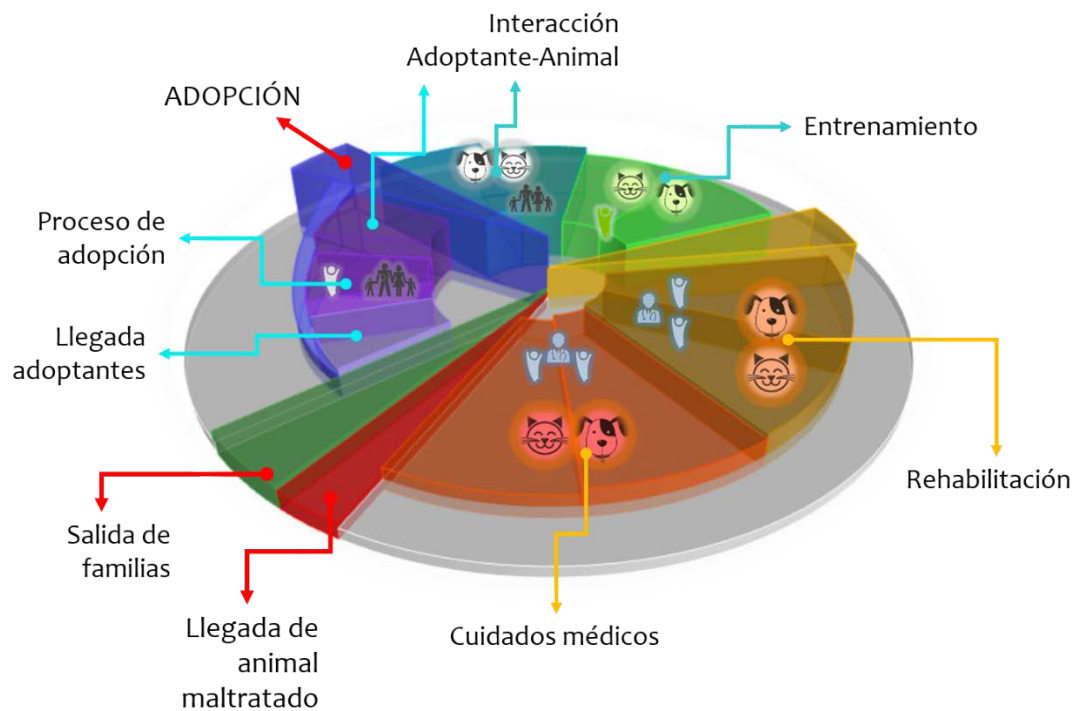 Interacción
Adoptante-Animal
ADOPCIÓN
Entrenamiento
Proceso de
adopción
Llegada
adoptantes
Rehabilitación
Salida de
familias
Llegada de
animal
maltratado
Cuidados médicos